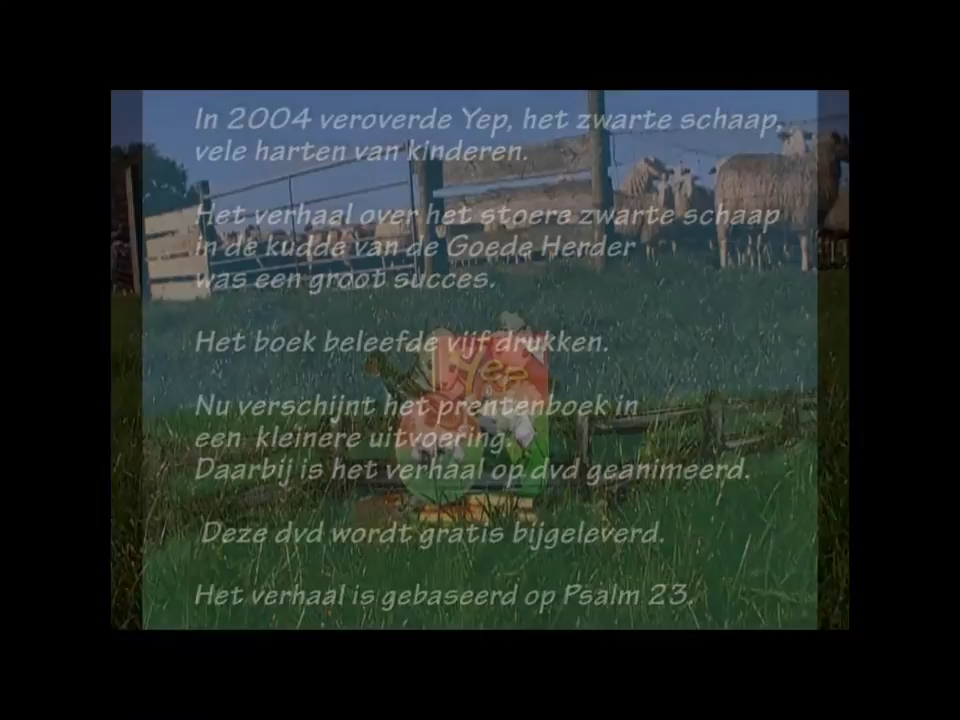 In 2004 veroverde Yep, het zwarte schaap,
vele harten van kinderen.
Het verhaal over het stoere zwarte schaap
in de kudde van de Goede Herder
was een groot succes.
Het boek beleefde vijf drukken.
Yep
Nu verschijnt het prentenboek in
een kleinere uitvoering.
Daarbij is het verhaal op dvd geanimeerd.
Deze dvd wordt gratis bijgeleverd.
Het verhaal is gebaseerd op Psalm 23.